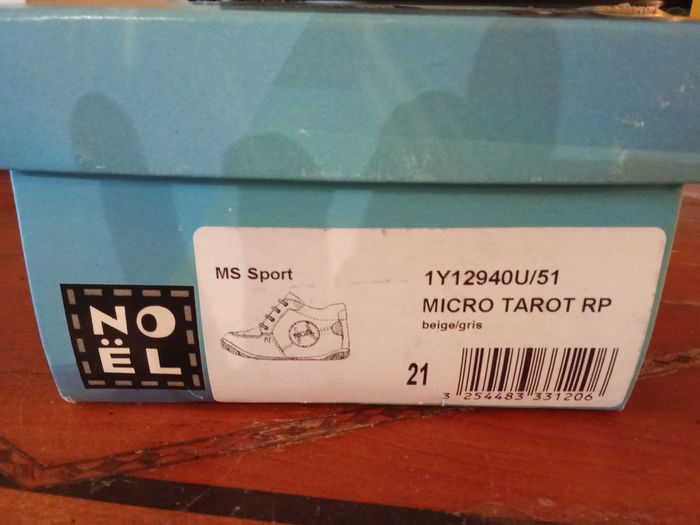 NO
ËL
MS Sport
1Y12940U/51
MICRO TAROT RP
beige/gris
21
3 254483 331206